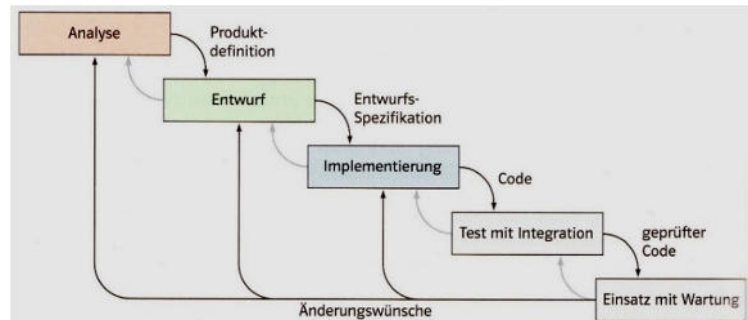 Analyse
Produkt-
definition
Entwurf
Entwurfs-
Spezifikation
Implementierung
Code
Test mit Integration
geprüfter
Code
Einsatz mit Wartung
Änderungswünsche